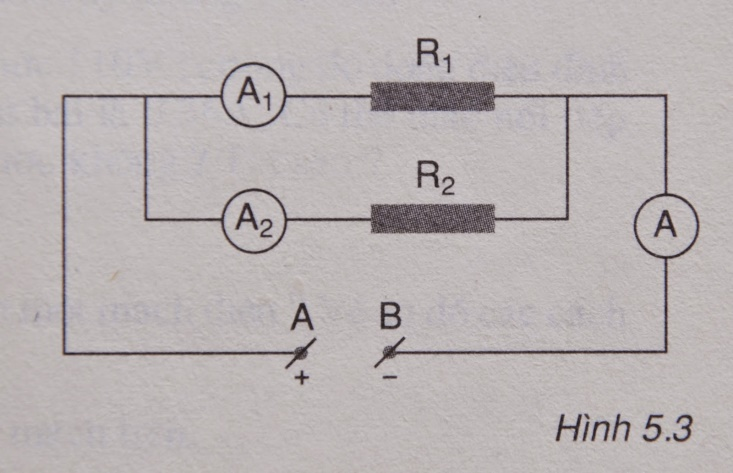 R₁
A₁
R₂
A₂
A
A
B
+
−
Hình 5.3